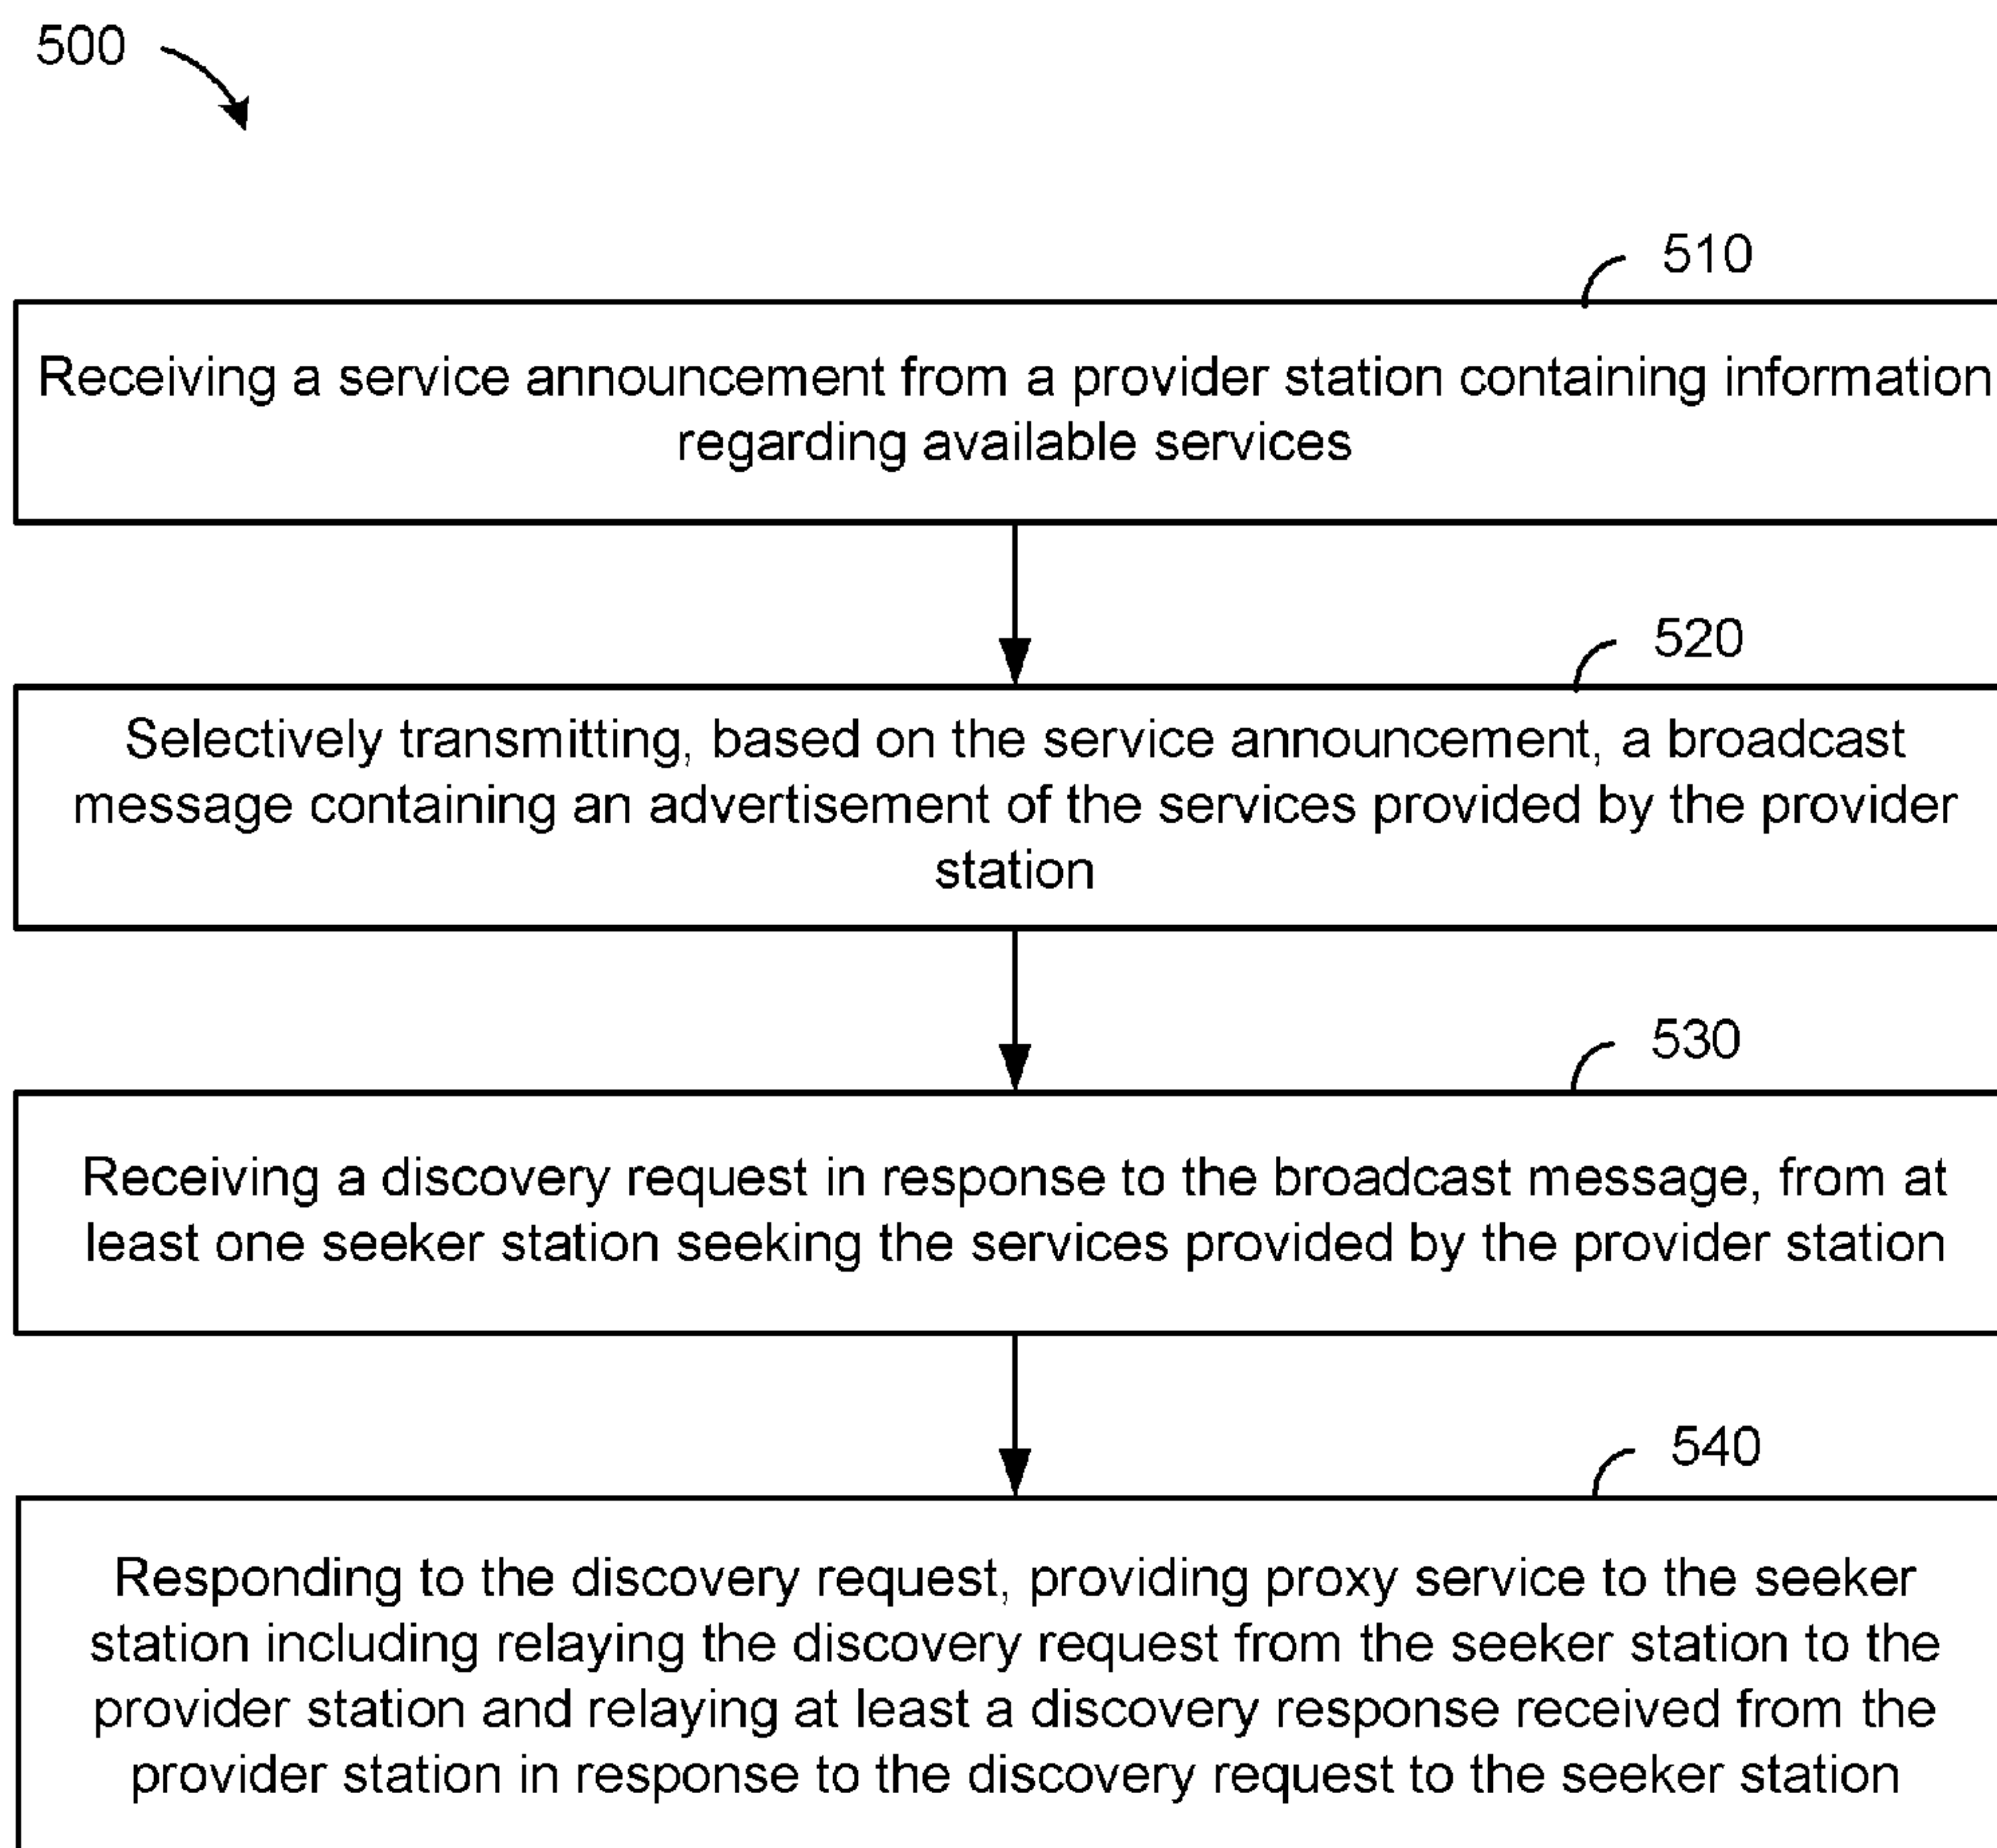 500
510
Receiving a service announcement from a provider station containing information
regarding available services
520
Selectively transmitting, based on the service announcement, a broadcast
message containing an advertisement of the services provided by the provider
station
530
Receiving a discovery request in response to the broadcast message, from at
least one seeker station seeking the services provided by the provider station
540
Responding to the discovery request, providing proxy service to the seeker
station including relaying the discovery request from the seeker station to the
provider station and relaying at least a discovery response received from the
provider station in response to the discovery request to the seeker station